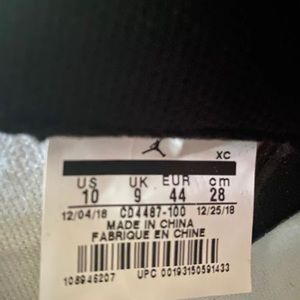 XC
US UK EUR cm
10 9 44 28
12/04/18 CD4487-100 12/25/18
MADE IN CHINA
FABRIQUE EN CHINE
108946207 UPC 00193150591433